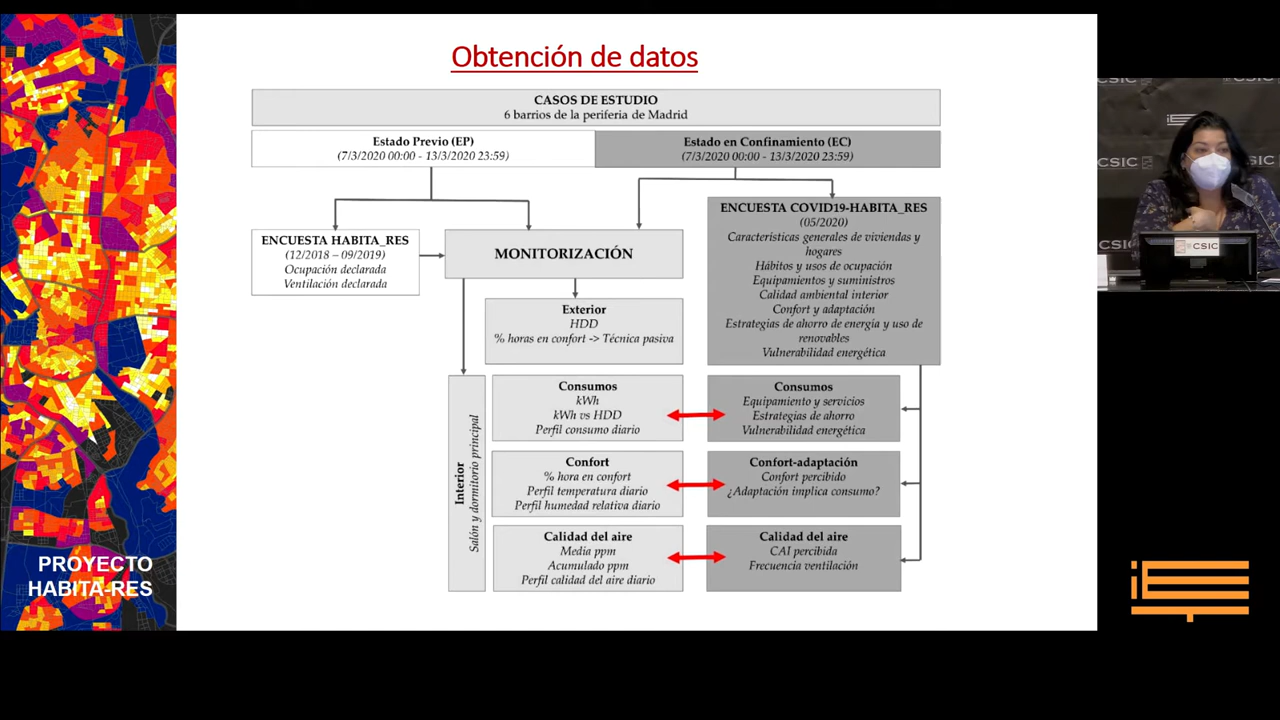 Obtención de datos
CASOS DE ESTUDIO
6 barrios de la periferia de Madrid
Estado Previo (EP)
(7/3/2020 00:00 - 13/3/2020 23:59)
Estado en Confinamiento (EC)
(7/3/2020 00:00 - 13/3/2020 23:59)
ENCUESTA HABITA_RES
(12/2018 – 09/2019)
Ocupación declarada
Ventilación declarada
MONITORIZACIÓN
ENCUESTA COVID19-HABITA_RES
(05/2020)
Características generales de viviendas y
hogares
Hábitos y usos de ocupación
Equipamientos y suministros
Calidad ambiental interior
Confort y adaptación
Estrategias de ahorro de energía y uso de
renovables
Vulnerabilidad energética
Exterior
HDD
% horas en confort -> Técnica pasiva
Interior
Salón y dormitorio principal
Consumos
kWh
kWh vs HDD
Perfil consumo diario
Consumos
Equipamiento y servicios
Estrategias de ahorro
Vulnerabilidad energética
Confort
% hora en confort
Perfil temperatura diario
Perfil humedad relativa diario
Confort-adaptación
Confort percibido
¿Adaptación implica consumo?
Calidad del aire
Media ppm
Acumulado ppm
Perfil calidad del aire diario
Calidad del aire
CAI percibida
Frecuencia ventilación
PROYECTO
HABITA-RES
CSIC
CSIC
CSIC
CSIC